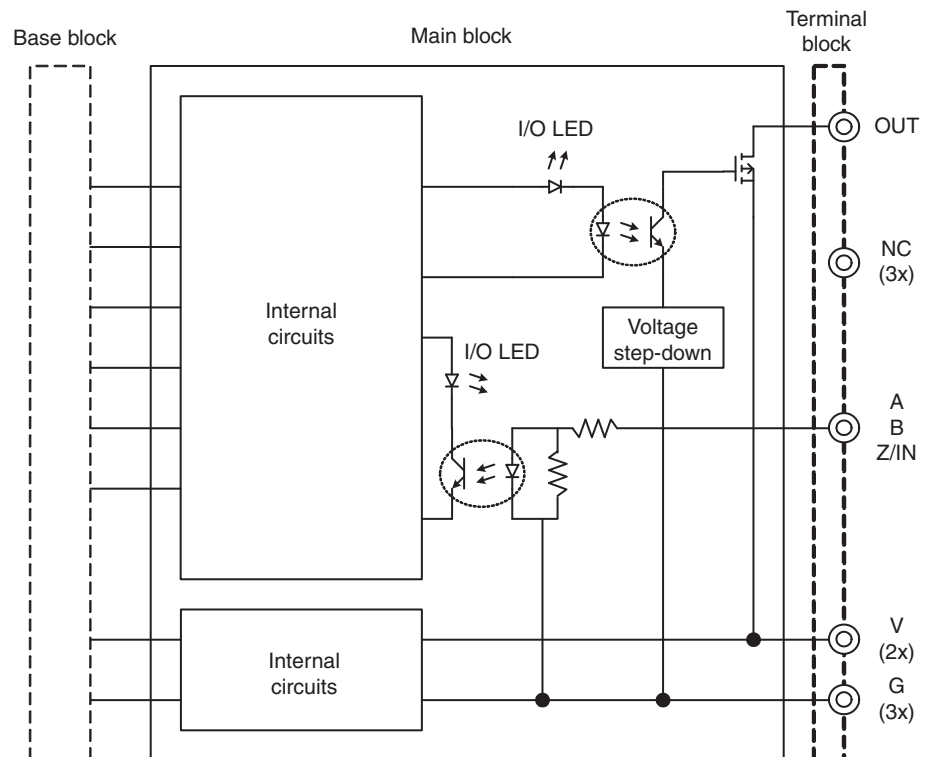 Base block
Main block
Terminal
block
I/O LED
OUT
NC
(3x)
Internal
circuits
Voltage
step-down
I/O LED
A
B
Z/IN
Internal
circuits
V
(2x)
G
(3x)